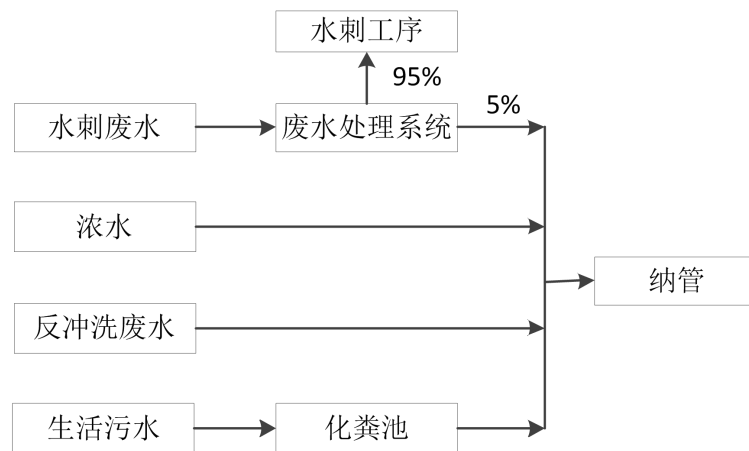 水刺工序
95%
水刺废水
废水处理系统
5%
浓水
纳管
反冲洗废水
生活污水
化粪池